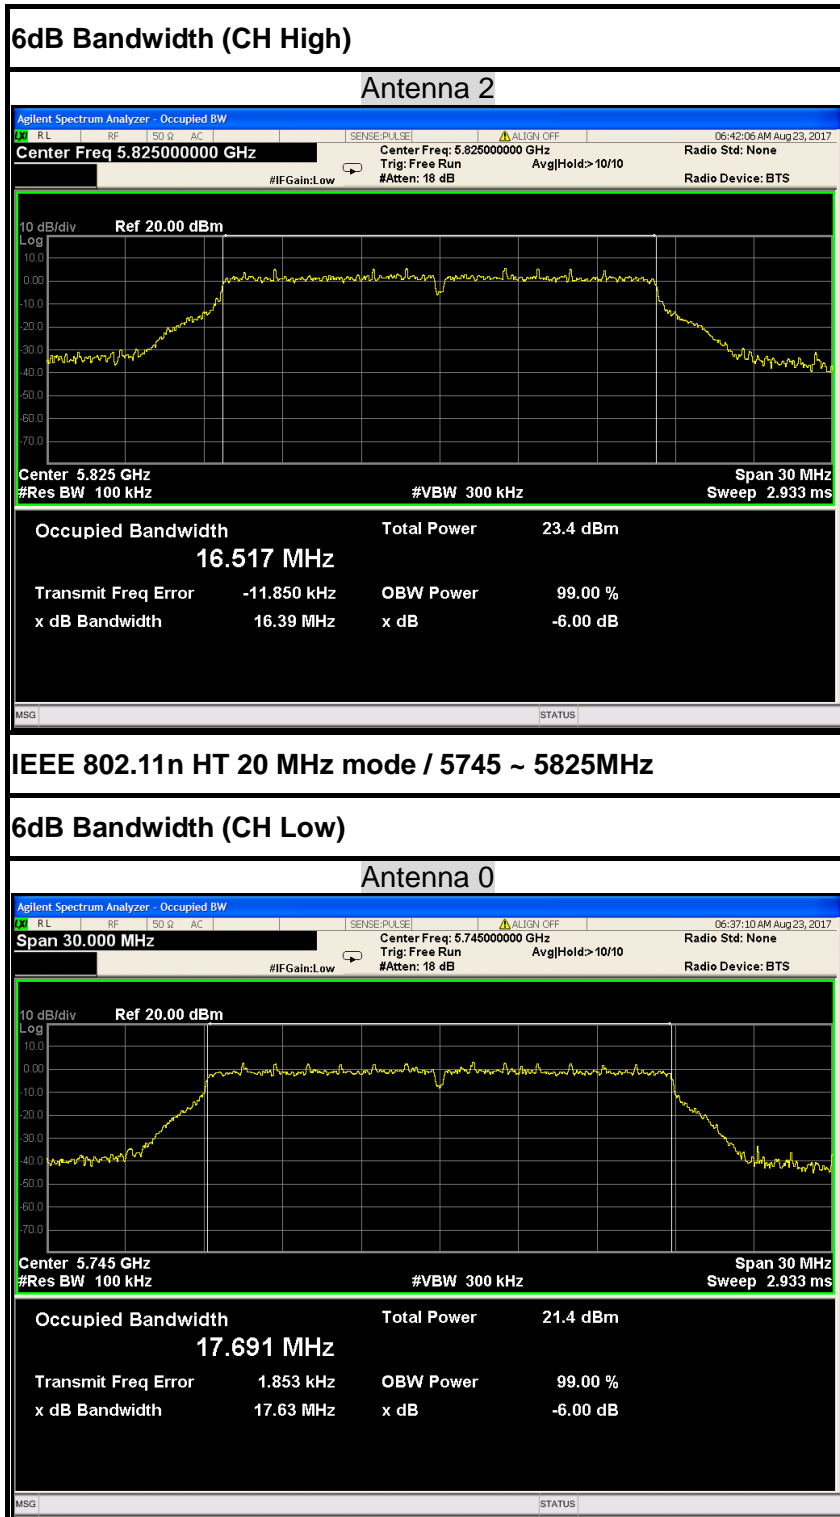 6dB Bandwidth (CH High)
Antenna 2
Agilent Spectrum Analyzer - Occupied BW
LXI RL RF 50 Ω AC SENSE:PULSE ALIGN OFF 06:42:06 AM Aug 23, 2017
Center Freq 5.825000000 GHz Center Freq: 5.825000000 GHz Radio Std: None
Trig: Free Run Avg|Hold:>10/10
#IFGain:Low #Atten: 18 dB Radio Device: BTS
10 dB/div Ref 20.00 dBm
Log
10.0
0.00
-10.0
-20.0
-30.0
-40.0
-50.0
-60.0
-70.0
Center 5.825 GHz Span 30 MHz
#Res BW 100 kHz #VBW 300 kHz Sweep 2.933 ms
Occupied Bandwidth Total Power 23.4 dBm
16.517 MHz
Transmit Freq Error -11.850 kHz OBW Power 99.00 %
x dB Bandwidth 16.39 MHz x dB -6.00 dB
MSG STATUS
IEEE 802.11n HT 20 MHz mode / 5745 ~ 5825MHz
6dB Bandwidth (CH Low)
Antenna 0
Agilent Spectrum Analyzer - Occupied BW
LXI RL RF 50 Ω AC SENSE:PULSE ALIGN OFF 06:37:10 AM Aug 23, 2017
Span 30.000 MHz Center Freq: 5.745000000 GHz Radio Std: None
Trig: Free Run Avg|Hold:>10/10
#IFGain:Low #Atten: 18 dB Radio Device: BTS
10 dB/div Ref 20.00 dBm
Log
10.0
0.00
-10.0
-20.0
-30.0
-40.0
-50.0
-60.0
-70.0
Center 5.745 GHz Span 30 MHz
#Res BW 100 kHz #VBW 300 kHz Sweep 2.933 ms
Occupied Bandwidth Total Power 21.4 dBm
17.691 MHz
Transmit Freq Error 1.853 kHz OBW Power 99.00 %
x dB Bandwidth 17.63 MHz x dB -6.00 dB
MSG STATUS